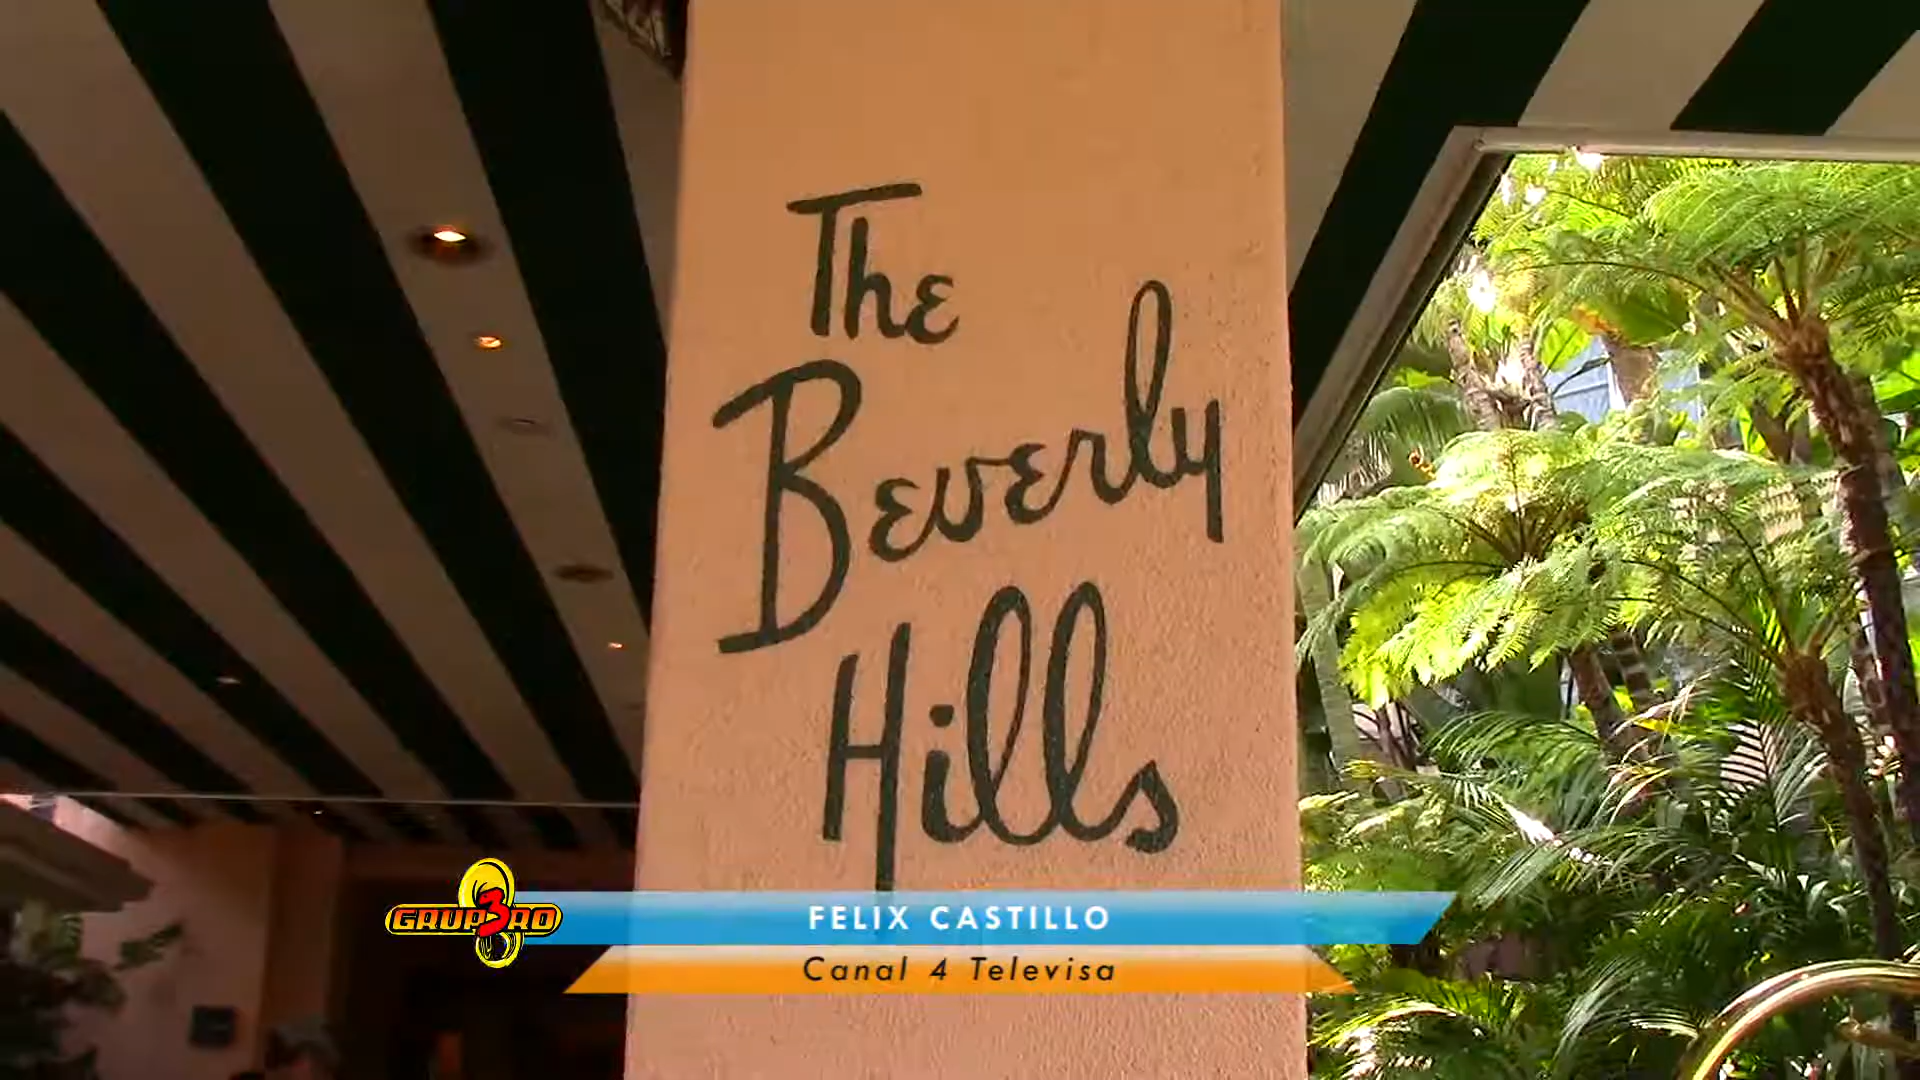 The
Beverly
Hills
GRUP3RO
FELIX CASTILLO
Canal 4 Televisa